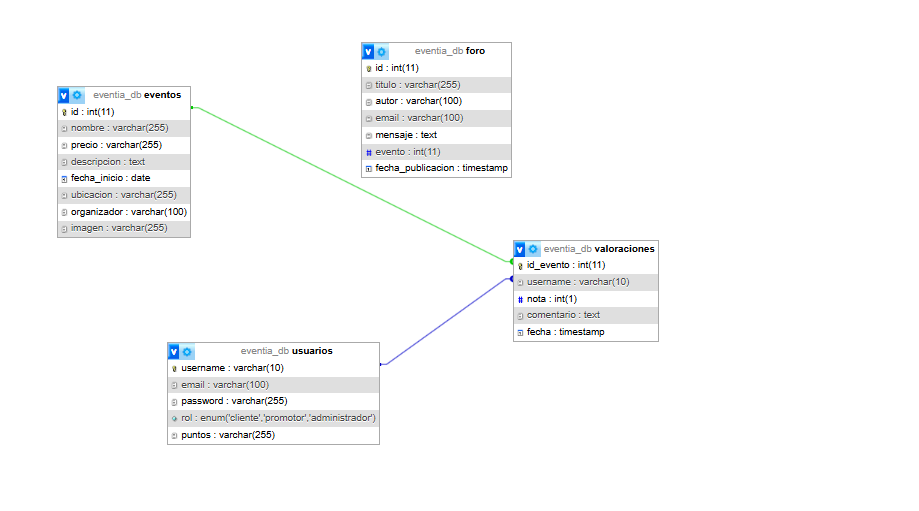 eventia_db foro
id : int(11)
titulo : varchar(255)
autor : varchar(100)
email : varchar(100)
mensaje : text
# evento : int(11)
fecha_publicacion : timestamp
eventia_db eventos
id : int(11)
nombre : varchar(255)
precio : varchar(255)
descripcion : text
fecha_inicio : date
ubicacion : varchar(255)
organizador : varchar(100)
imagen : varchar(255)
eventia_db valoraciones
id_evento : int(11)
username : varchar(10)
# nota : int(1)
comentario : text
fecha : timestamp
eventia_db usuarios
username : varchar(10)
email : varchar(100)
password : varchar(255)
rol : enum('cliente','promotor','administrador')
puntos : varchar(255)